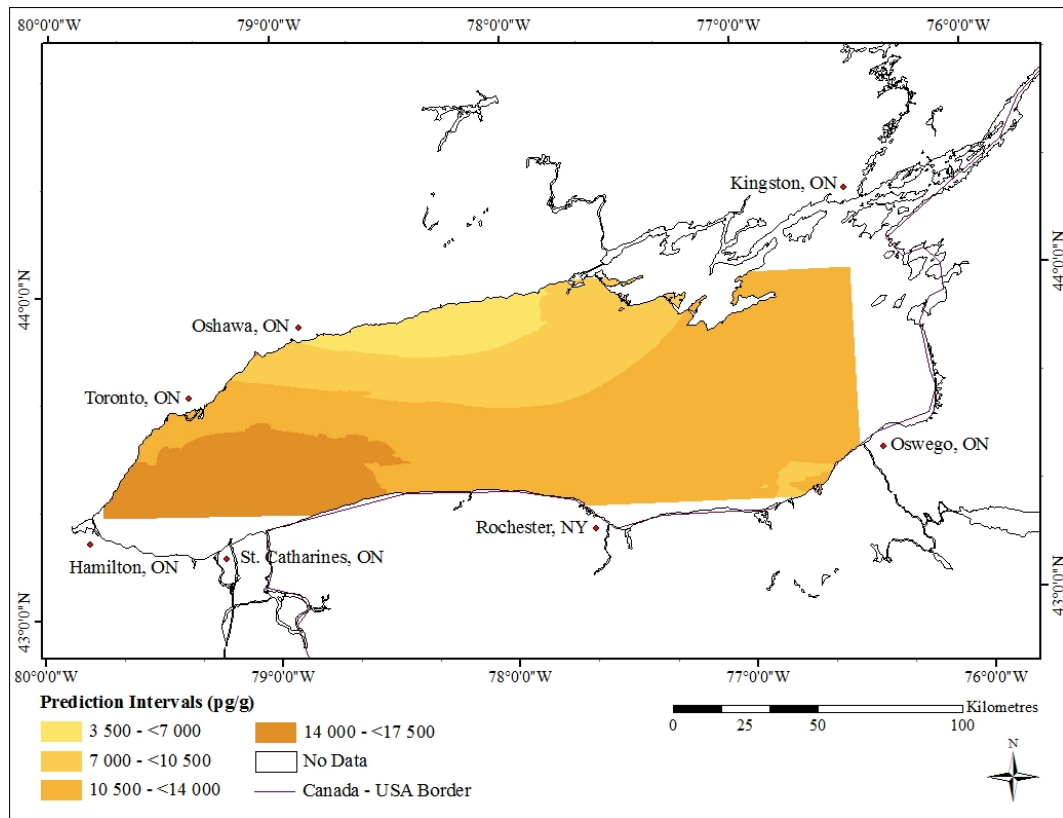 80°0'0"W 79°0'0"W 78°0'0"W 77°0'0"W 76°0'0"W
44°0'0"N
43°0'0"N
Kingston, ON
44°0'0"N
43°0'0"N
Oshawa, ON
Toronto, ON
Oswego, ON
Rochester, NY
Hamilton, ON
St. Catharines, ON
80°0'0"W 79°0'0"W 78°0'0"W 77°0'0"W 76°0'0"W
Prediction Intervals (pg/g)
3 500 - <7 000
7 000 - <10 500
10 500 - <14 000
14 000 - <17 500
No Data
Canada - USA Border
Kilometres
0 25 50 100
N